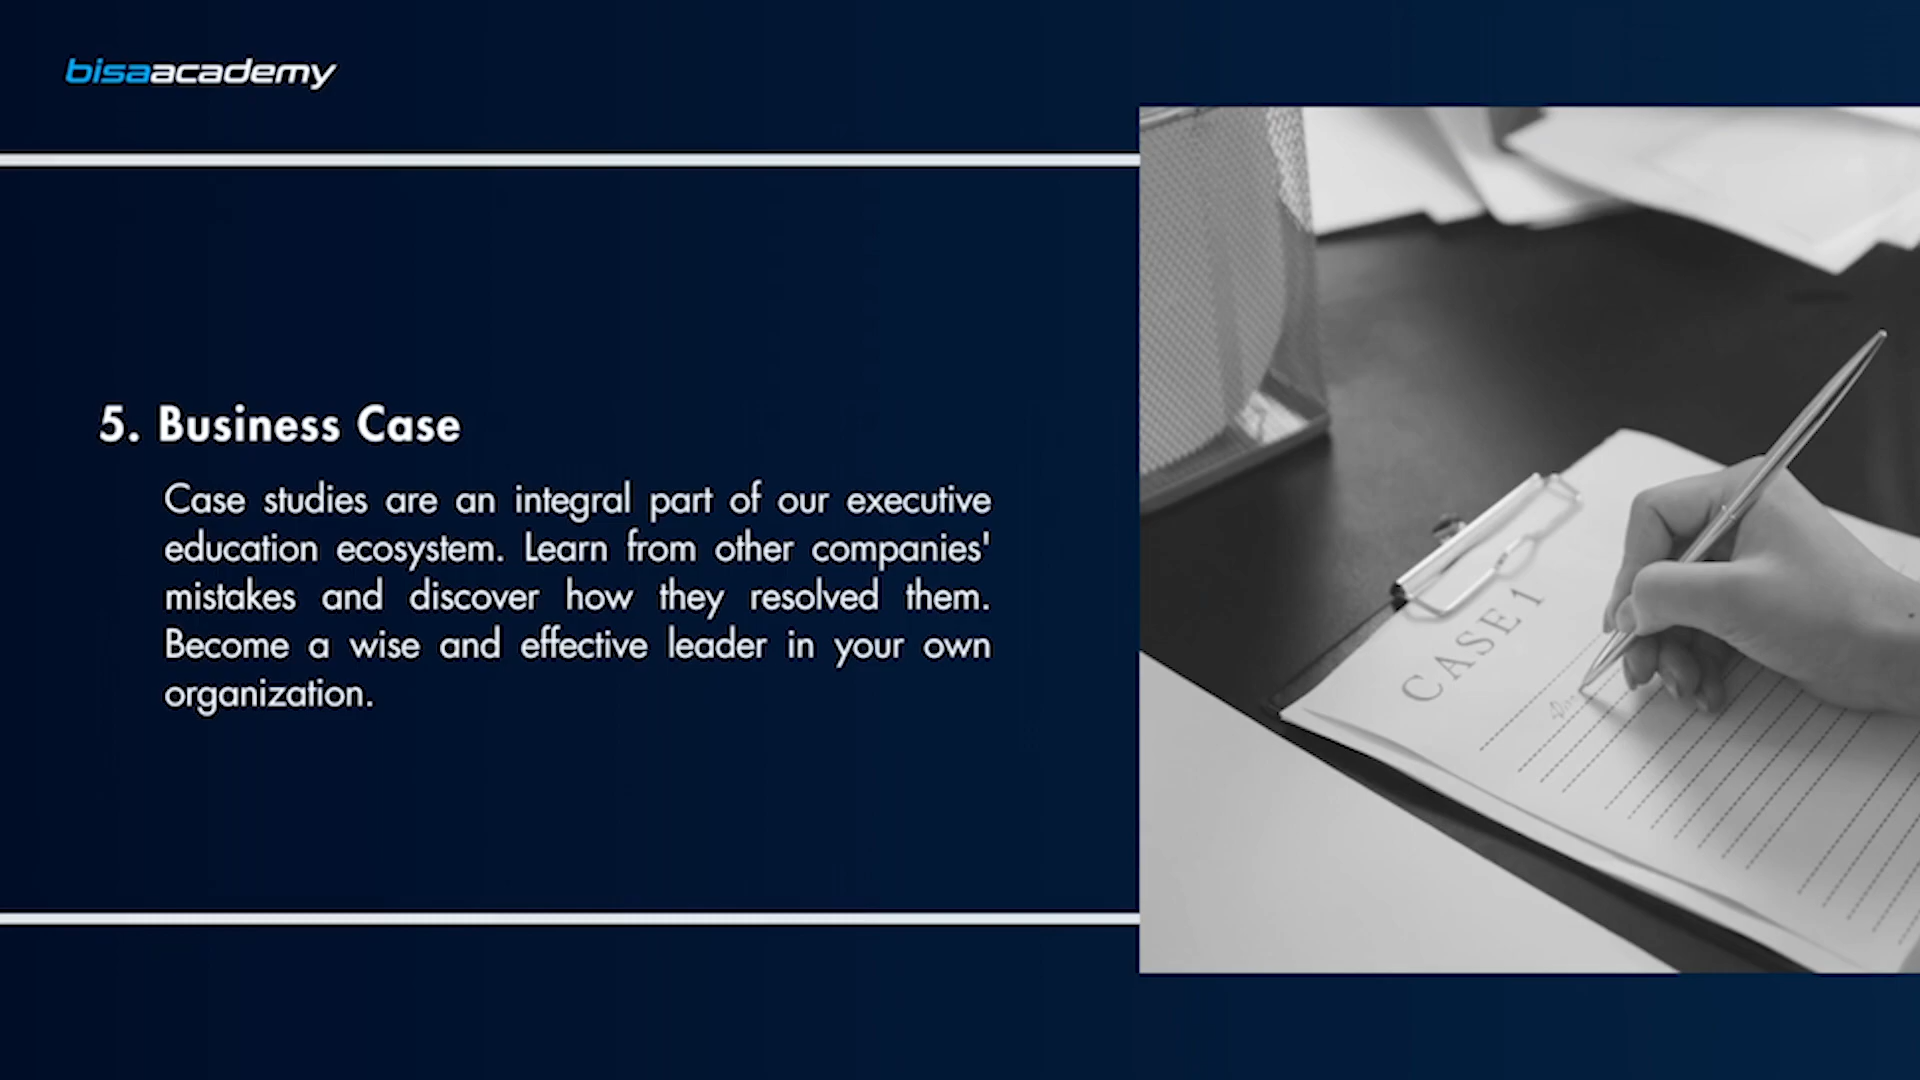 bisaacademy
5. Business Case
Case studies are an integral part of our executive
education ecosystem. Learn from other companies'
mistakes and discover how they resolved them.
Become a wise and effective leader in your own
organization.
CASE 1